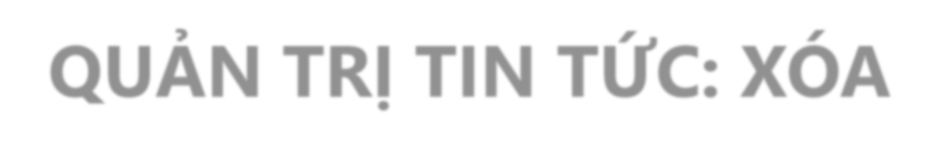 QUẢN TRỊ TIN TỨC: XÓA